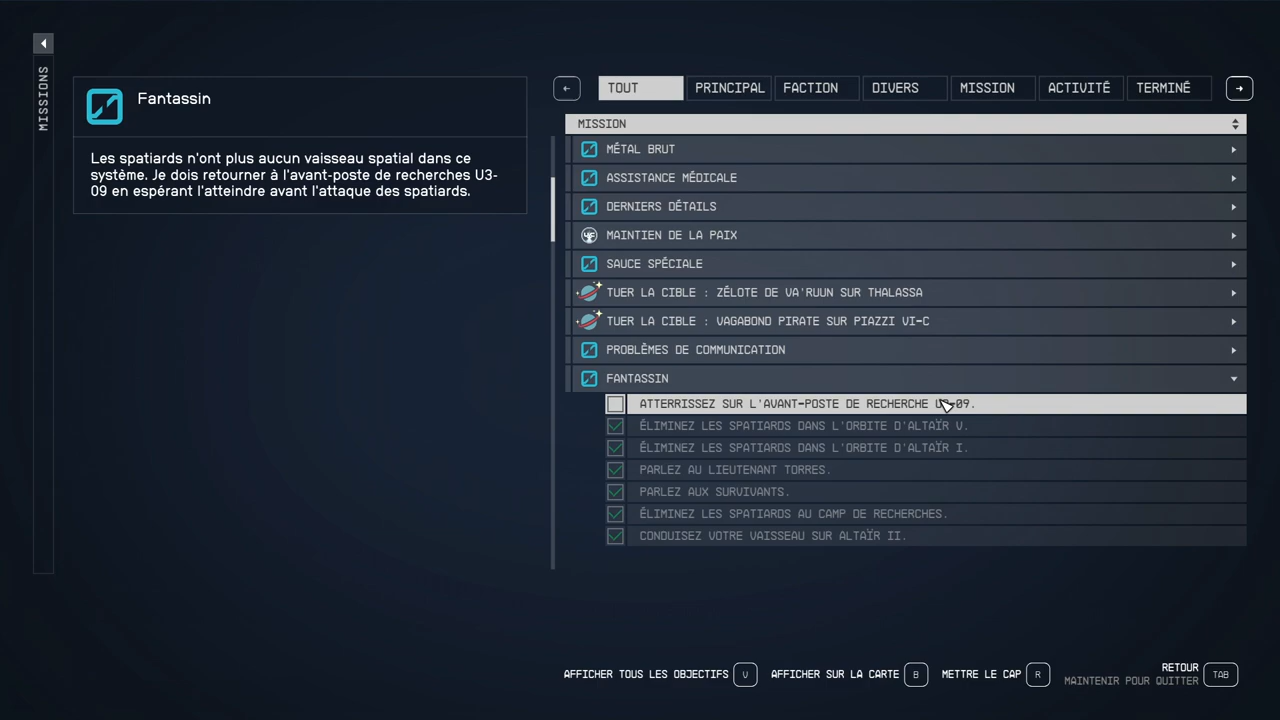 MISSIONS
Fantassin
Les spatiards n'ont plus aucun vaisseau spatial dans ce
système. Je dois retourner à l'avant-poste de recherches U3-
09 en espérant l'atteindre avant l'attaque des spatiards.
TOUT PRINCIPAL FACTION DIVERS MISSION ACTIVITÉ TERMINÉ
MISSION
MÉTAL BRUT
ASSISTANCE MÉDICALE
DERNIERS DÉTAILS
MAINTIEN DE LA PAIX
SAUCE SPÉCIALE
TUER LA CIBLE : ZÉLOTE DE VA'RUUN SUR THALASSA
TUER LA CIBLE : VAGABOND PIRATE SUR PIAZZI VI-C
PROBLÈMES DE COMMUNICATION
FANTASSIN
ATTERRISSEZ SUR L'AVANT-POSTE DE RECHERCHE U3-09.
ÉLIMINEZ LES SPATIARDS DANS L'ORBITE D'ALTAÏR V.
ÉLIMINEZ LES SPATIARDS DANS L'ORBITE D'ALTAÏR I.
PARLEZ AU LIEUTENANT TORRES.
PARLEZ AUX SURVIVANTS.
ÉLIMINEZ LES SPATIARDS AU CAMP DE RECHERCHES.
CONDUISEZ VOTRE VAISSEAU SUR ALTAÏR II.
AFFICHER TOUS LES OBJECTIFS V AFFICHER SUR LA CARTE B METTRE LE CAP R RETOUR TAB
MAINTENIR POUR QUITTER